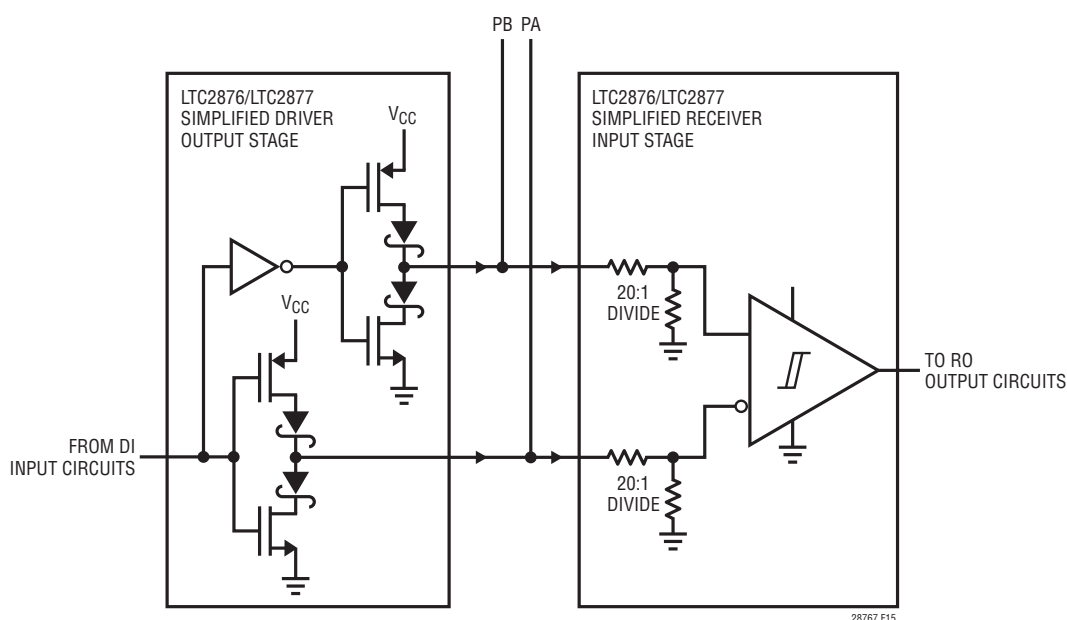 PB PA
LTC2876/LTC2877
SIMPLIFIED DRIVER
OUTPUT STAGE
VCC
VCC
FROM DI
INPUT CIRCUITS
LTC2876/LTC2877
SIMPLIFIED RECEIVER
INPUT STAGE
20:1
DIVIDE
20:1
DIVIDE
TO RO
OUTPUT CIRCUITS
28767 F15